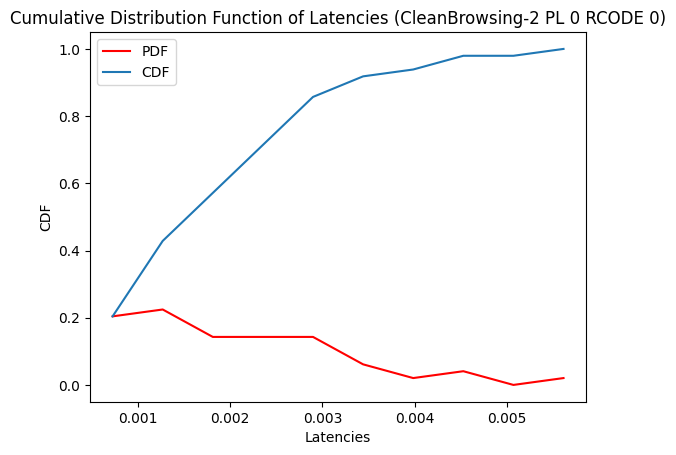 Cumulative Distribution Function of Latencies (CleanBrowsing-2 PL 0 RCODE 0)
PDF
CDF
1.0
0.8
0.6
0.4
0.2
0.0
CDF
0.001
0.002
0.003
0.004
0.005
Latencies